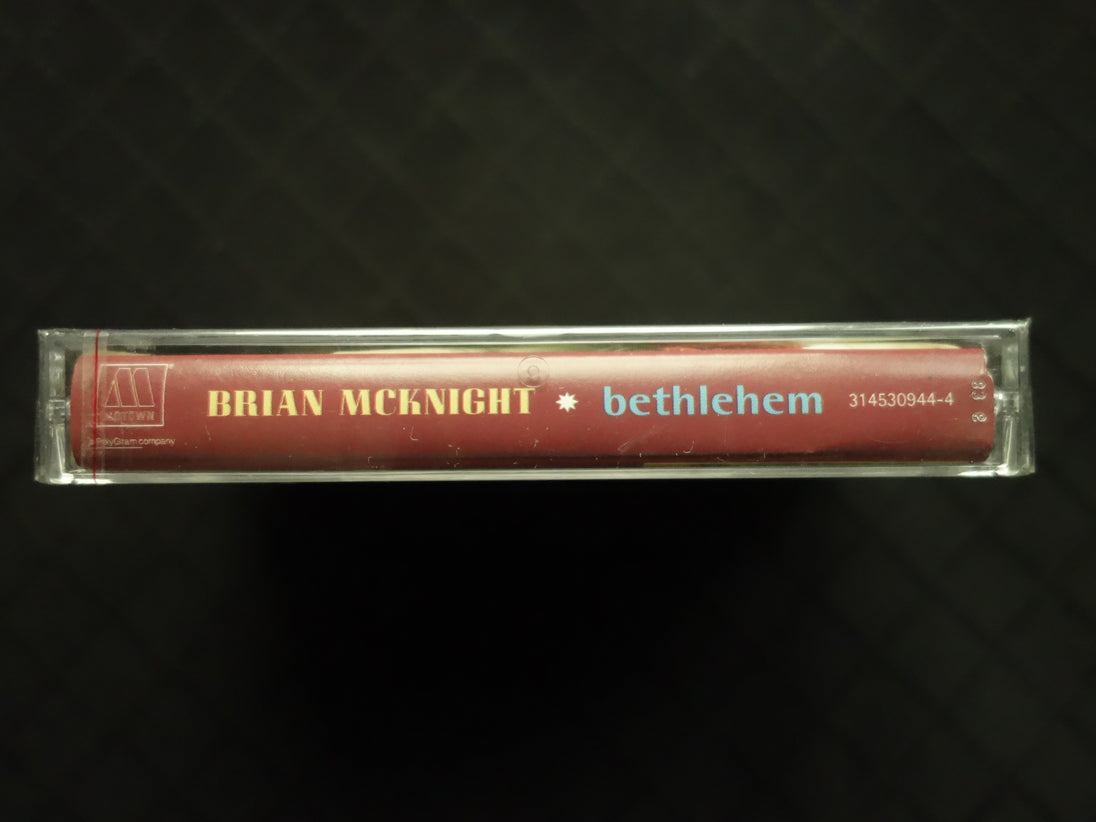 MOTOWN
a PolyGram company
BRIAN MCKNIGHT
bethlehem
314530944-4